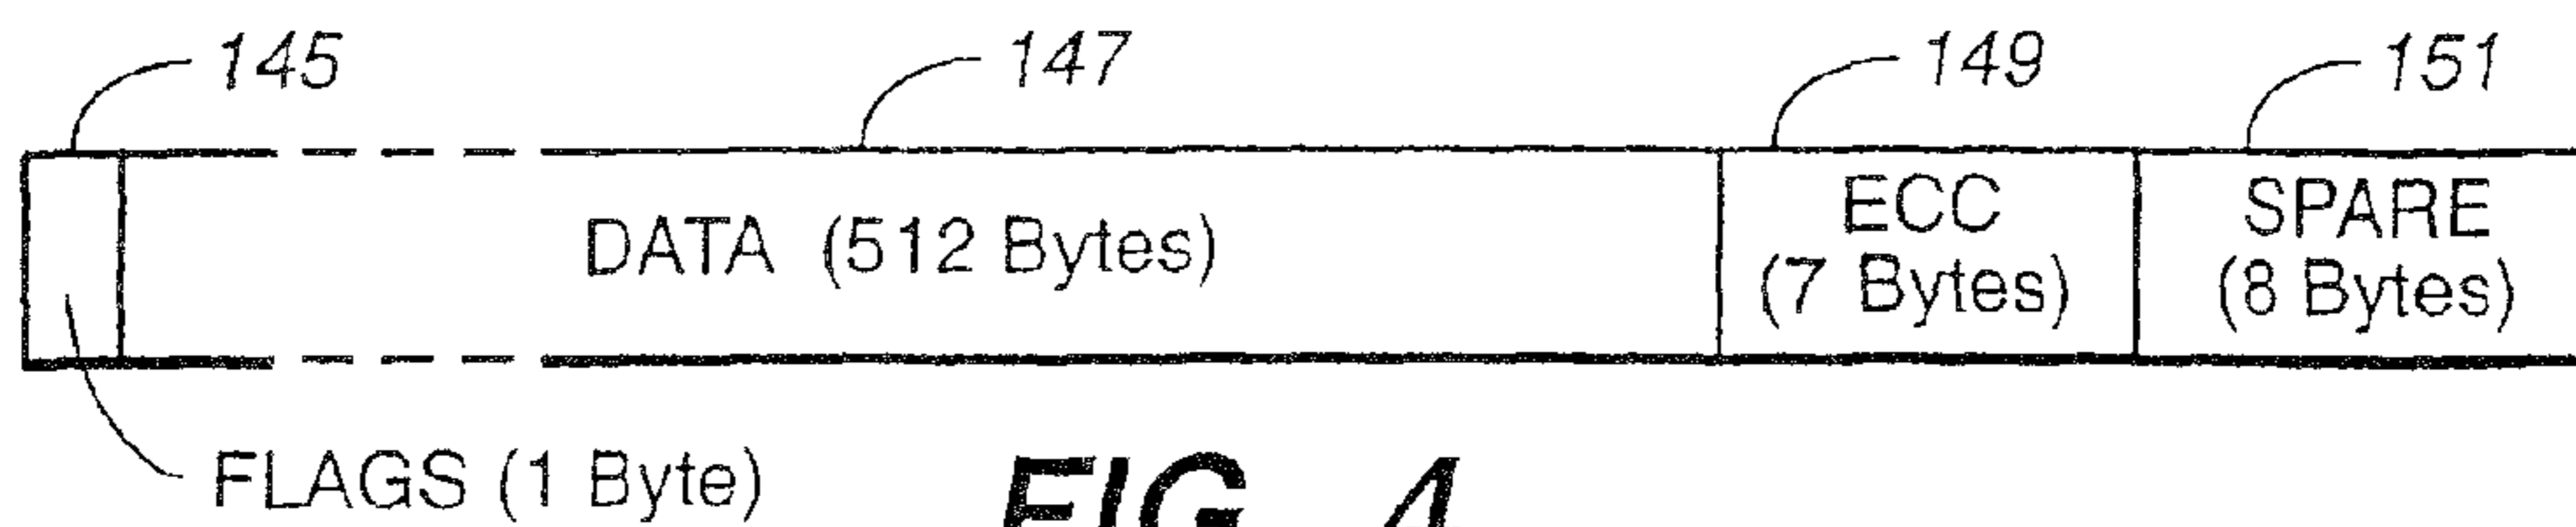 145 147 149 151
DATA (512 Bytes)
ECC
(7 Bytes)
SPARE
(8 Bytes)
FLAGS (1 Byte)
FIG. 4